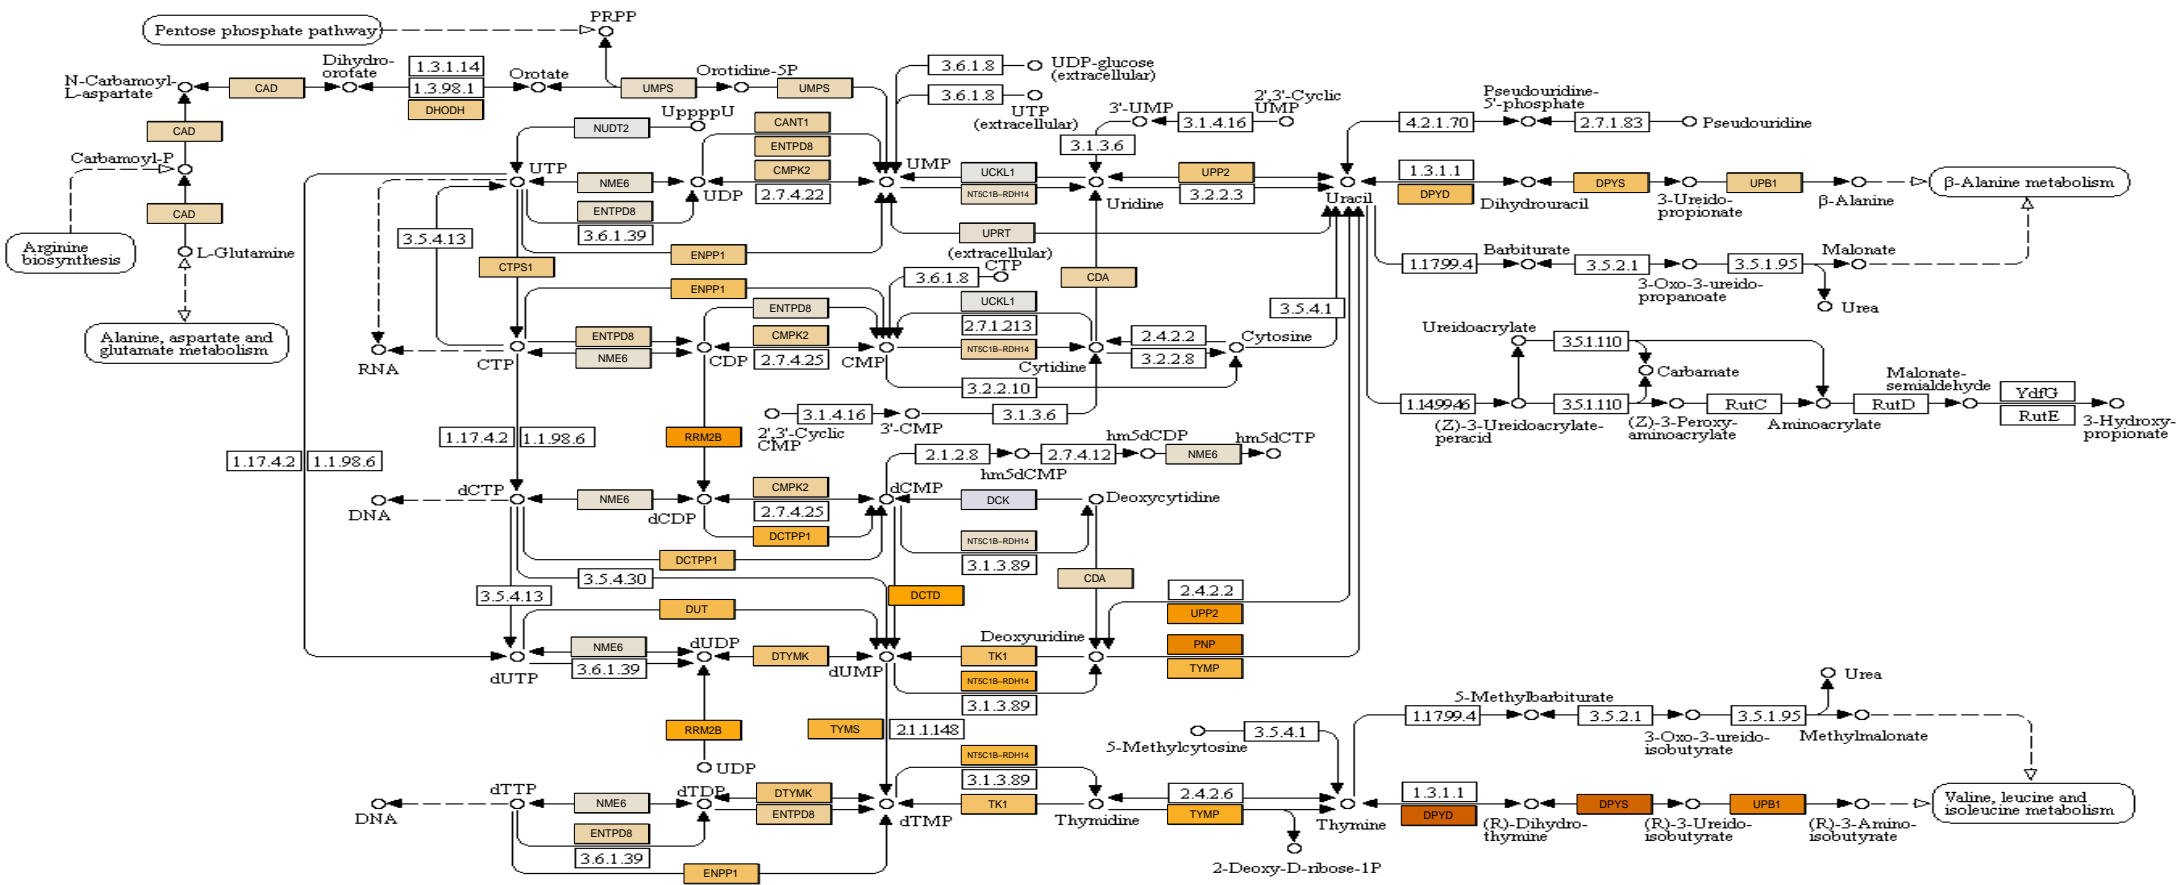 PRPP
Pentose phosphate pathway
N-Carbamoyl-
L-aspartate
CAD
Dihydro-
orotate
1.3.1.14
1.3.98.1
DHODH
Orotate
UMPS
Orotidine-5P
UMPS
3.6.1.8
UDP-glucose
(extracellular)
3.6.1.8
UTP
(extracellular)
3'-UMP
2',3'-Cyclic
UMP
3.1.4.16
3.1.3.6
Pseudouridine-
5'-phosphate
4.2.1.70
2.7.1.83
Pseudouridine
CAD
Carbamoyl-P
CAD
Arginine
biosynthesis
L-Glutamine
Alanine, aspartate and
glutamate metabolism
UppppU
NUDT2
CANT1
ENTPD8
UTP
NME6
UDP
CMPK2
2.7.4.22
UMP
UCKL1
NT5C1B-RDH14
Uridine
UPP2
3.2.2.3
Uracil
1.3.1.1
DPYD
Dihydrouracil
DPYS
3-Ureido-
propionate
UPB1
β-Alanine
β-Alanine metabolism
ENTPD8
3.6.1.39
3.5.4.13
CTPS1
ENPP1
UPRT
(extracellular)
CTP
3.6.1.8
CDA
1.1.799.4
Barbiturate
3.5.2.1
3-Oxo-3-ureido-
propanoate
3.5.1.95
Malonate
Urea
ENPP1
ENTPD8
UCKL1
2.7.1.213
3.5.4.1
RNA
CTP
ENTPD8
NME6
CDP
CMPK2
2.7.4.25
CMP
NT5C1B-RDH14
Cytidine
2.4.2.2
3.2.2.8
Cytosine
3.2.2.10
Ureidoacrylate
3.5.1.110
Carbamate
1.14.99.46
(Z)-3-Ureidoacrylate-
peracid
3.5.1.110
(Z)-3-Peroxy-
aminoacrylate
RutC
Aminoacrylate
RutD
Malonate-
semialdehyde
YdfG
RutE
3-Hydroxy-
propionate
2',3'-Cyclic
CMP
3.1.4.16
3'-CMP
3.1.3.6
1.17.4.2
1.1.98.6
1.17.4.2
1.1.98.6
RRM2B
2.1.2.8
hm5dCMP
2.7.4.12
hm5dCDP
NME6
hm5dCTP
DNA
dCTP
NME6
dCDP
CMPK2
2.7.4.25
dCMP
DCK
Deoxycytidine
DCTPP1
NT5C1B-RDH14
3.1.3.89
DCTPP1
3.5.4.30
3.5.4.13
DCTD
CDA
DUT
2.4.2.2
UPP2
dUTP
NME6
3.6.1.39
dUDP
DTYMK
dUMP
TK1
NT5C1B-RDH14
3.1.3.89
Deoxyuridine
PNP
TYMP
RRM2B
UDP
TYMS
2.1.1.148
5-Methylcytosine
3.5.4.1
1.1.799.4
5-Methylbarbiturate
3.5.2.1
3-Oxo-3-ureido-
isobutyrate
3.5.1.95
Urea
Methylmalonate
NT5C1B-RDH14
3.1.3.89
DNA
dTTP
NME6
dTDP
DTYMK
ENTPD8
dTMP
TK1
Thymidine
2.4.2.6
TYMP
2-Deoxy-D-ribose-1P
Thymine
1.3.1.1
DPYD
(R)-Dihydro-
thymine
DPYS
(R)-3-Ureido-
isobutyrate
UPB1
(R)-3-Amino-
isobutyrate
Valine, leucine and
isoleucine metabolism
ENTPD8
3.6.1.39
ENPP1